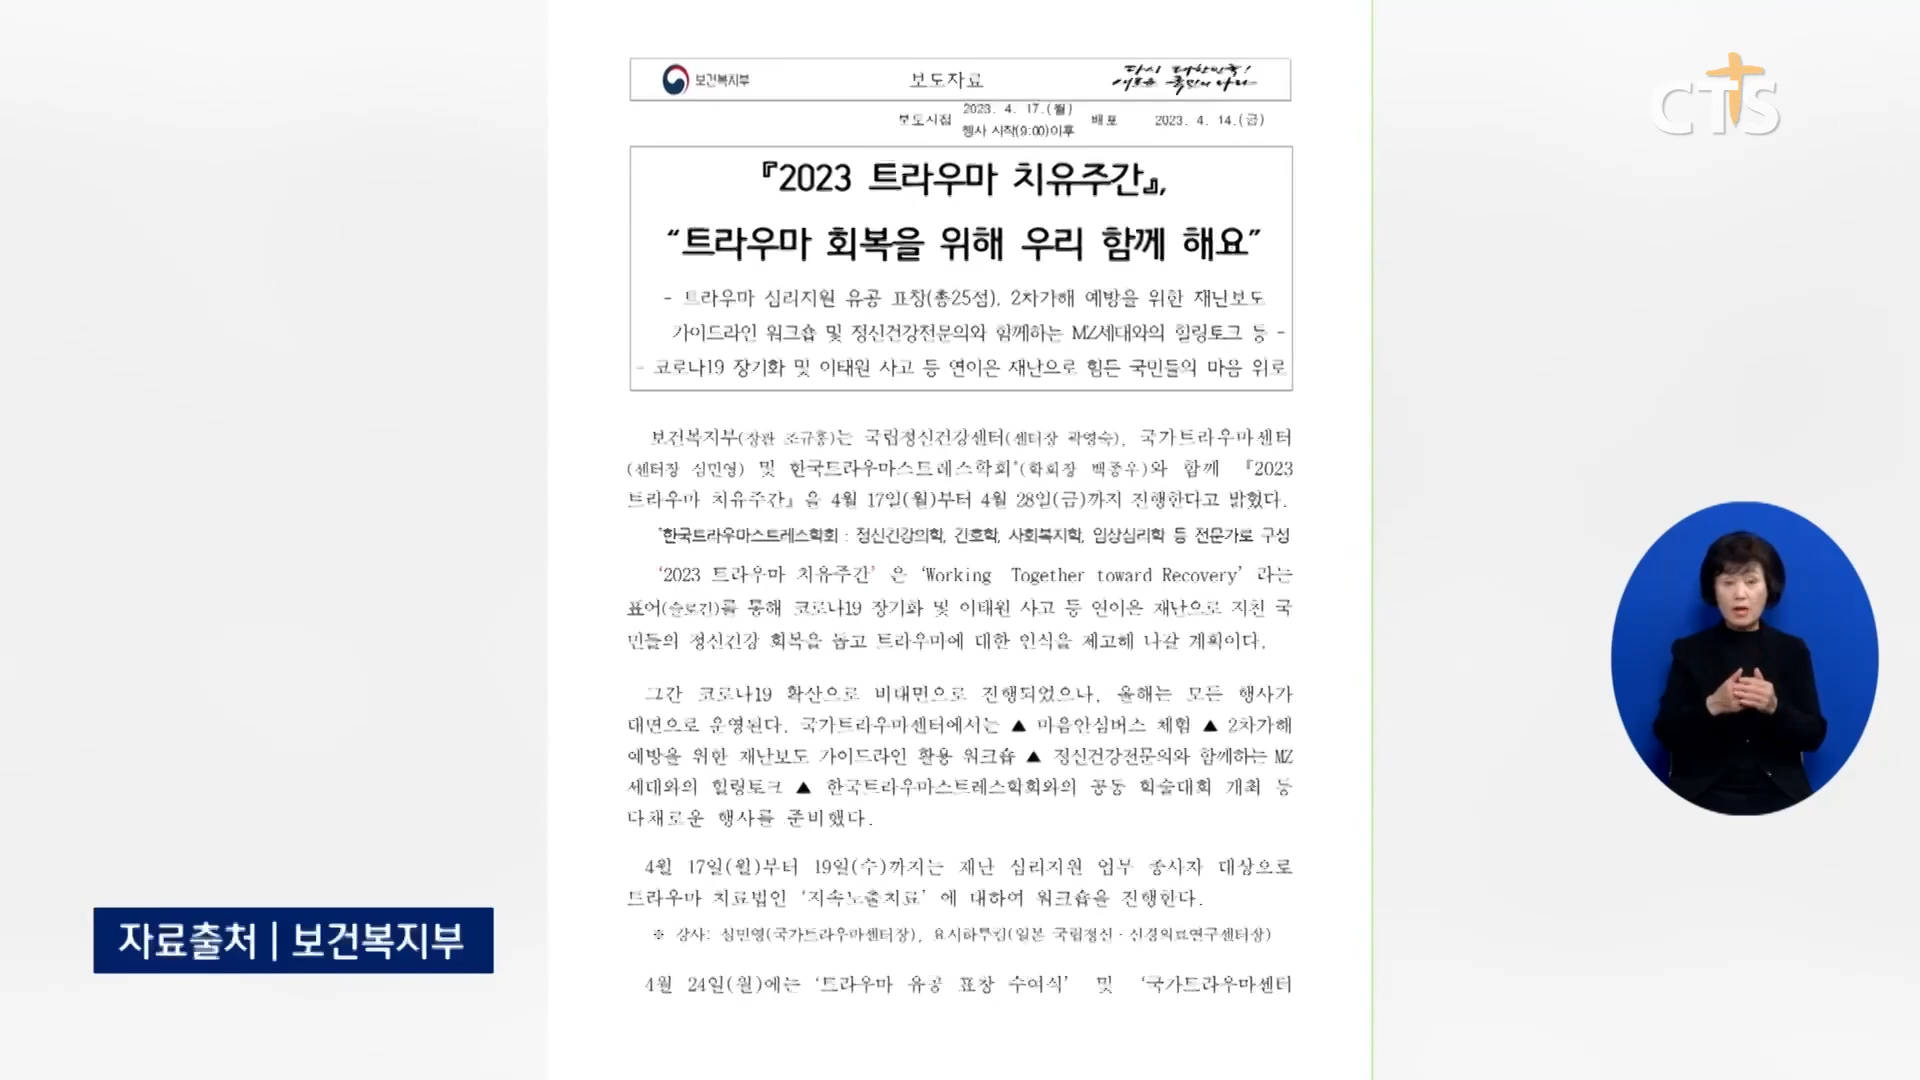 CTS
보건복지부
보도자료
다시 대한민국!
새로운 국민의 나라
보도시점 2023. 4. 17.(월) 행사 시작(9:00)이후 배포 2023. 4. 14.(금)
『2023 트라우마 치유주간』,
“트라우마 회복을 위해 우리 함께 해요”
- 트라우마 심리지원 유공 표창(총25점), 2차가해 예방을 위한 재난보도
가이드라인 워크숍 및 정신건강전문의와 함께하는 MZ세대와의 힐링토크 등 -
- 코로나19 장기화 및 이태원 사고 등 연이은 재난으로 힘든 국민들의 마음 위로
보건복지부(장관 조규홍)는 국립정신건강센터(센터장 곽영숙), 국가트라우마센터
(센터장 심민영) 및 한국트라우마스트레스학회*(학회장 백종우)와 함께 『2023
트라우마 치유주간』을 4월 17일(월)부터 4월 28일(금)까지 진행한다고 밝혔다.
*한국트라우마스트레스학회 : 정신건강의학, 간호학, 사회복지학, 임상심리학 등 전문가로 구성
‘2023 트라우마 치유주간’ 은 ‘Working Together toward Recovery’ 라는
표어(슬로건)를 통해 코로나19 장기화 및 이태원 사고 등 연이은 재난으로 지친 국
민들의 정신건강 회복을 돕고 트라우마에 대한 인식을 제고해 나갈 계획이다.
그간 코로나19 확산으로 비대면으로 진행되었으나, 올해는 모든 행사가
대면으로 운영된다. 국가트라우마센터에서는 ▲ 마음안심버스 체험 ▲ 2차가해
예방을 위한 재난보도 가이드라인 활용 워크숍 ▲ 정신건강전문의와 함께하는 MZ
세대와의 힐링토크 ▲ 한국트라우마스트레스학회와의 공동 학술대회 개최 등
다채로운 행사를 준비했다.
4월 17일(월)부터 19일(수)까지는 재난 심리지원 업무 종사자 대상으로
트라우마 치료법인 ‘지속노출치료’ 에 대하여 워크숍을 진행한다.
※ 강사: 심민영(국가트라우마센터장), 요시하루킴(일본 국립정신·신경의료연구센터장)
4월 24일(월)에는 ‘트라우마 유공 표창 수여식’ 및 ‘국가트라우마센터
자료출처 | 보건복지부